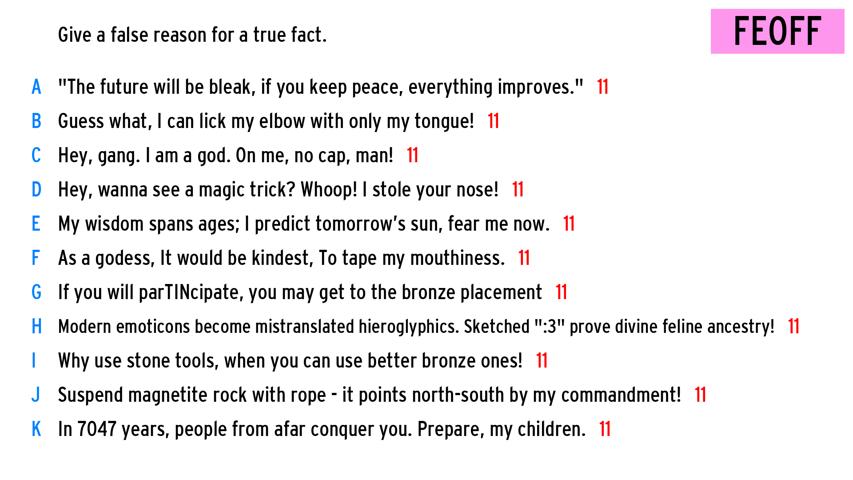 Give a false reason for a true fact.
FEOFF
A "The future will be bleak, if you keep peace, everything improves." 11
B Guess what, I can lick my elbow with only my tongue! 11
C Hey, gang. I am a god. On me, no cap, man! 11
D Hey, wanna see a magic trick? Whoop! I stole your nose! 11
E My wisdom spans ages; I predict tomorrow's sun, fear me now. 11
F As a godess, It would be kindest, To tape my mouthiness. 11
G If you will parTINcipate, you may get to the bronze placement 11
H Modern emoticons become mistranslated hieroglyphics. Sketched ":3" prove divine feline ancestry! 11
I Why use stone tools, when you can use better bronze ones! 11
J Suspend magnetite rock with rope - it points north-south by my commandment! 11
K In 7047 years, people from afar conquer you. Prepare, my children. 11